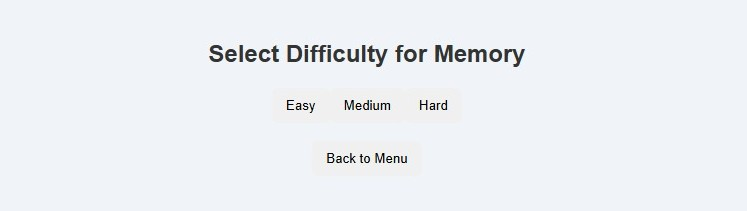 Select Difficulty for Memory
Easy Medium Hard
Back to Menu